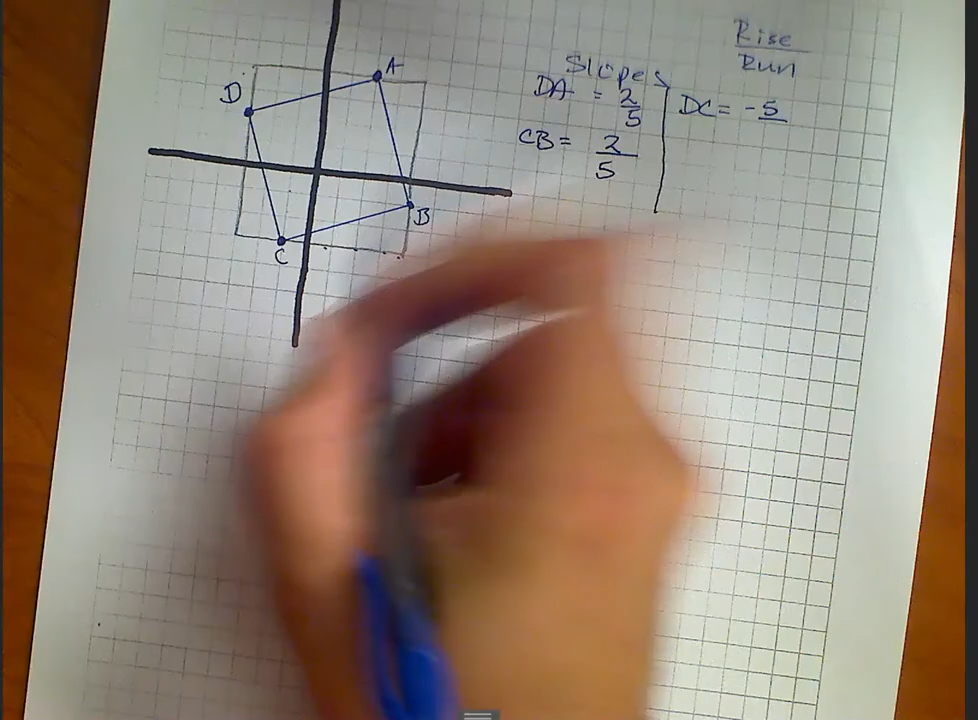 Rise
Run
Slopes
DA = 2/5
DC = -5
CB = 2/5
A
D
B
C